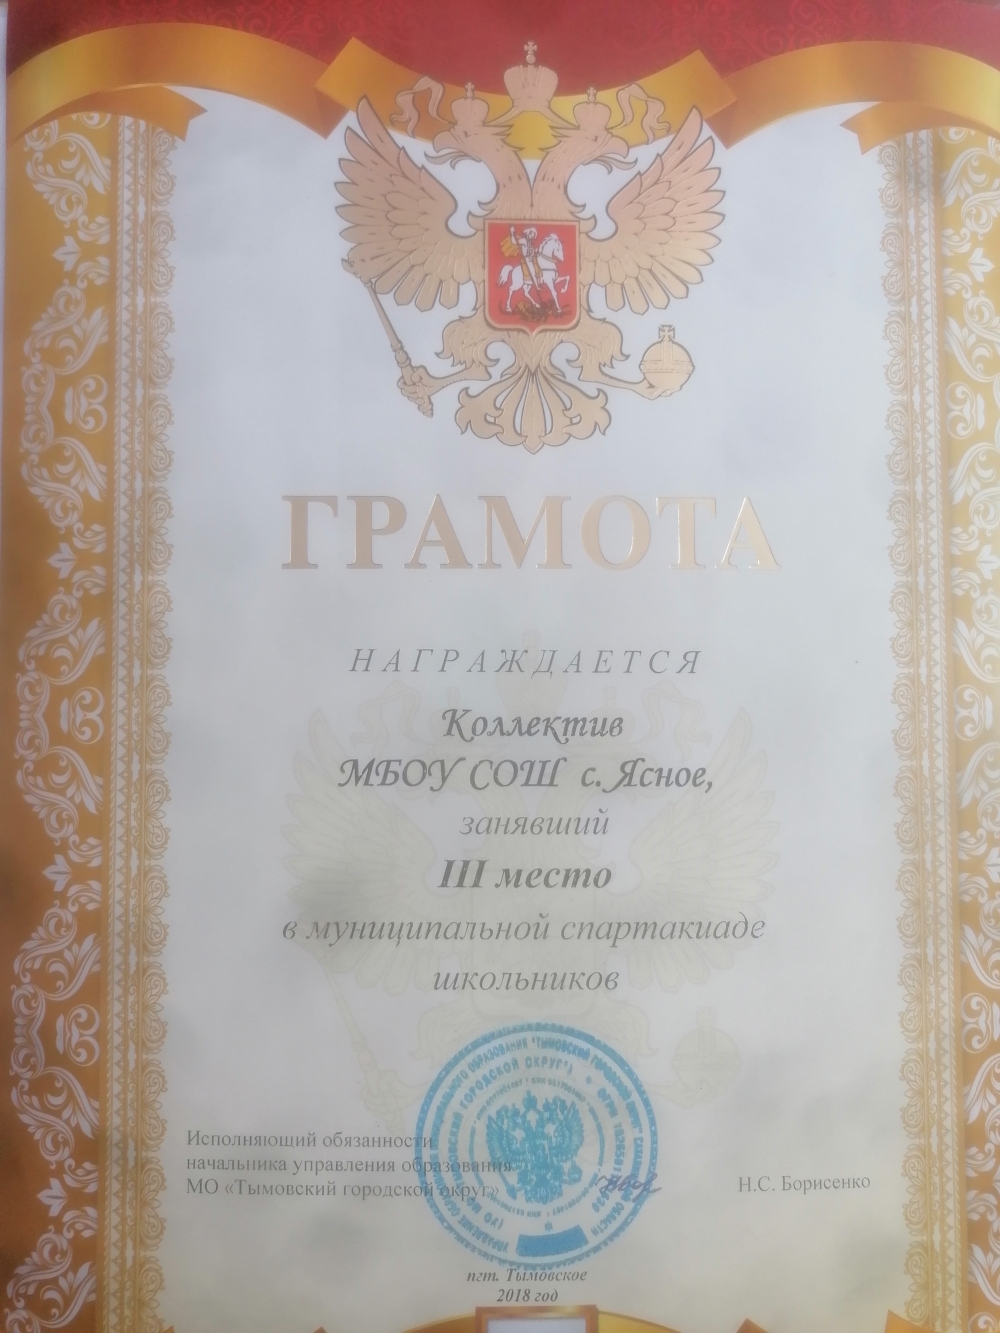 ГРАМОТА
НАГРАЖДАЕТСЯ
Коллектив
МБОУ СОШ с. Ясное,
занявший
III место
в муниципальной спартакиаде
школьников
Исполняющий обязанности
начальника управления образования
МО «Тымовский городской округ»
Н.С. Борисенко
пгт. Тымовское
2018 год